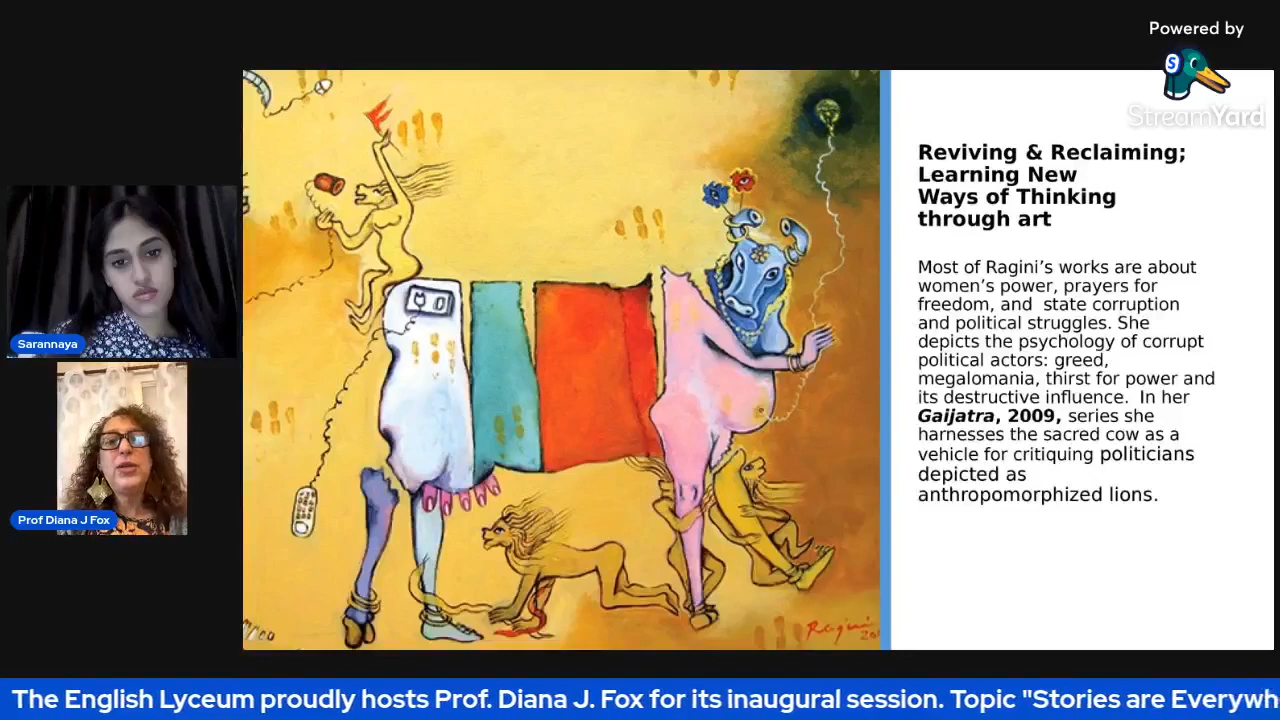 Powered by
S
StreamYard
Reviving & Reclaiming;
Learning New
Ways of Thinking
through art
Most of Ragini’s works are about
women’s power, prayers for
freedom, and state corruption
and political struggles. She
depicts the psychology of corrupt
political actors: greed,
megalomania, thirst for power and
its destructive influence. In her
Gaijatra, 2009, series she
harnesses the sacred cow as a
vehicle for critiquing politicians
depicted as
anthropomorphized lions.
Sarannaya
Prof Diana J Fox
Ragini
The English Lyceum proudly hosts Prof. Diana J. Fox for its inaugural session. Topic "Stories are Everywh